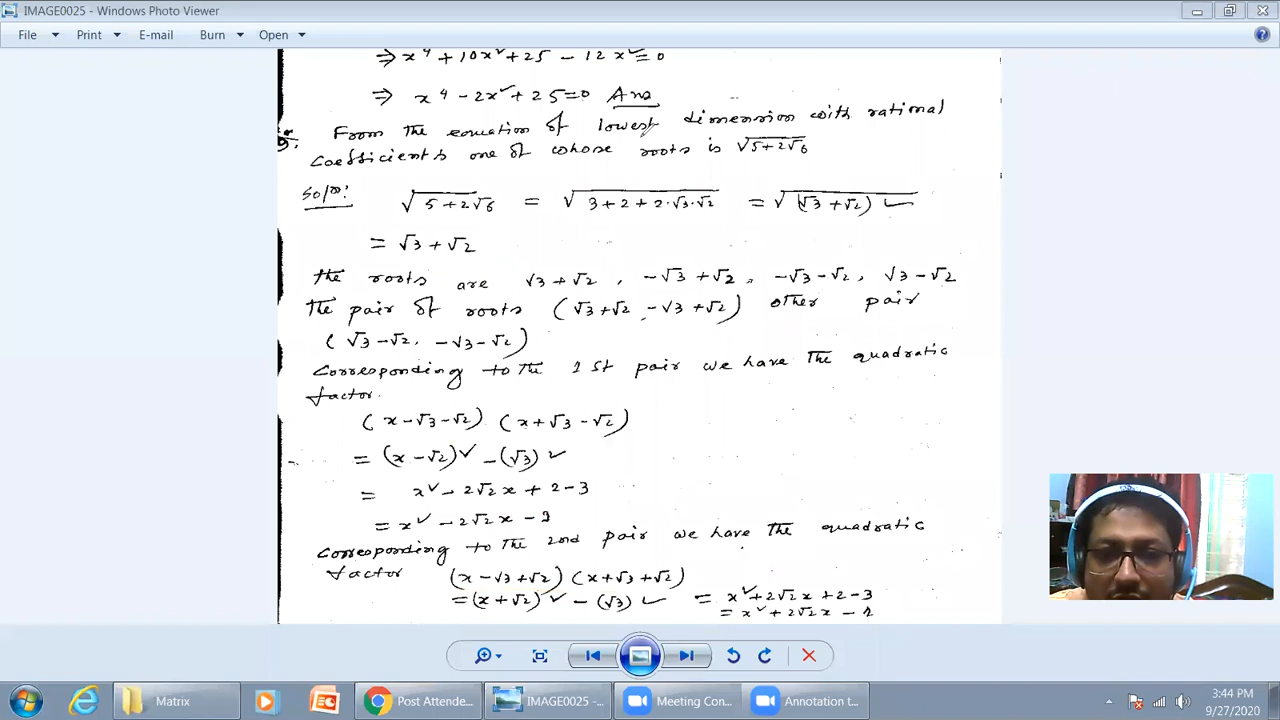 IMAGE0025 - Windows Photo Viewer
File Print E-mail Burn Open
⇒ x⁴ + 10x² + 25 - 12x² = 0
⇒ x⁴ - 2x² + 25 = 0 Ans
From the equation of lowest dimension with rational
coefficients one of whose roots is √5+2√6
Solⁿ:
√5+2√6 = √3+2+2·√3·√2 = √(√3+√2)²
= √3+√2
The roots are √3+√2, -√3+√2, -√3-√2, √3-√2
The pair of roots (√3+√2, -√3+√2) other pair
(√3-√2, -√3-√2)
Corresponding to the 1st pair we have the quadratic
factor.
(x-√3-√2) (x+√3-√2)
= (x-√2)² - (√3)²
= x² - 2√2x + 2-3
= x² - 2√2x - 1
Corresponding to the 2nd pair we have the quadratic
factor (x-√3+√2) (x+√3+√2)
= (x+√2)² - (√3)² = x²+2√2x+2-3
= x²+2√2x-1
Matrix
Post Attende...
IMAGE0025 -...
Meeting Con...
Annotation t...
3:44 PM
9/27/2020